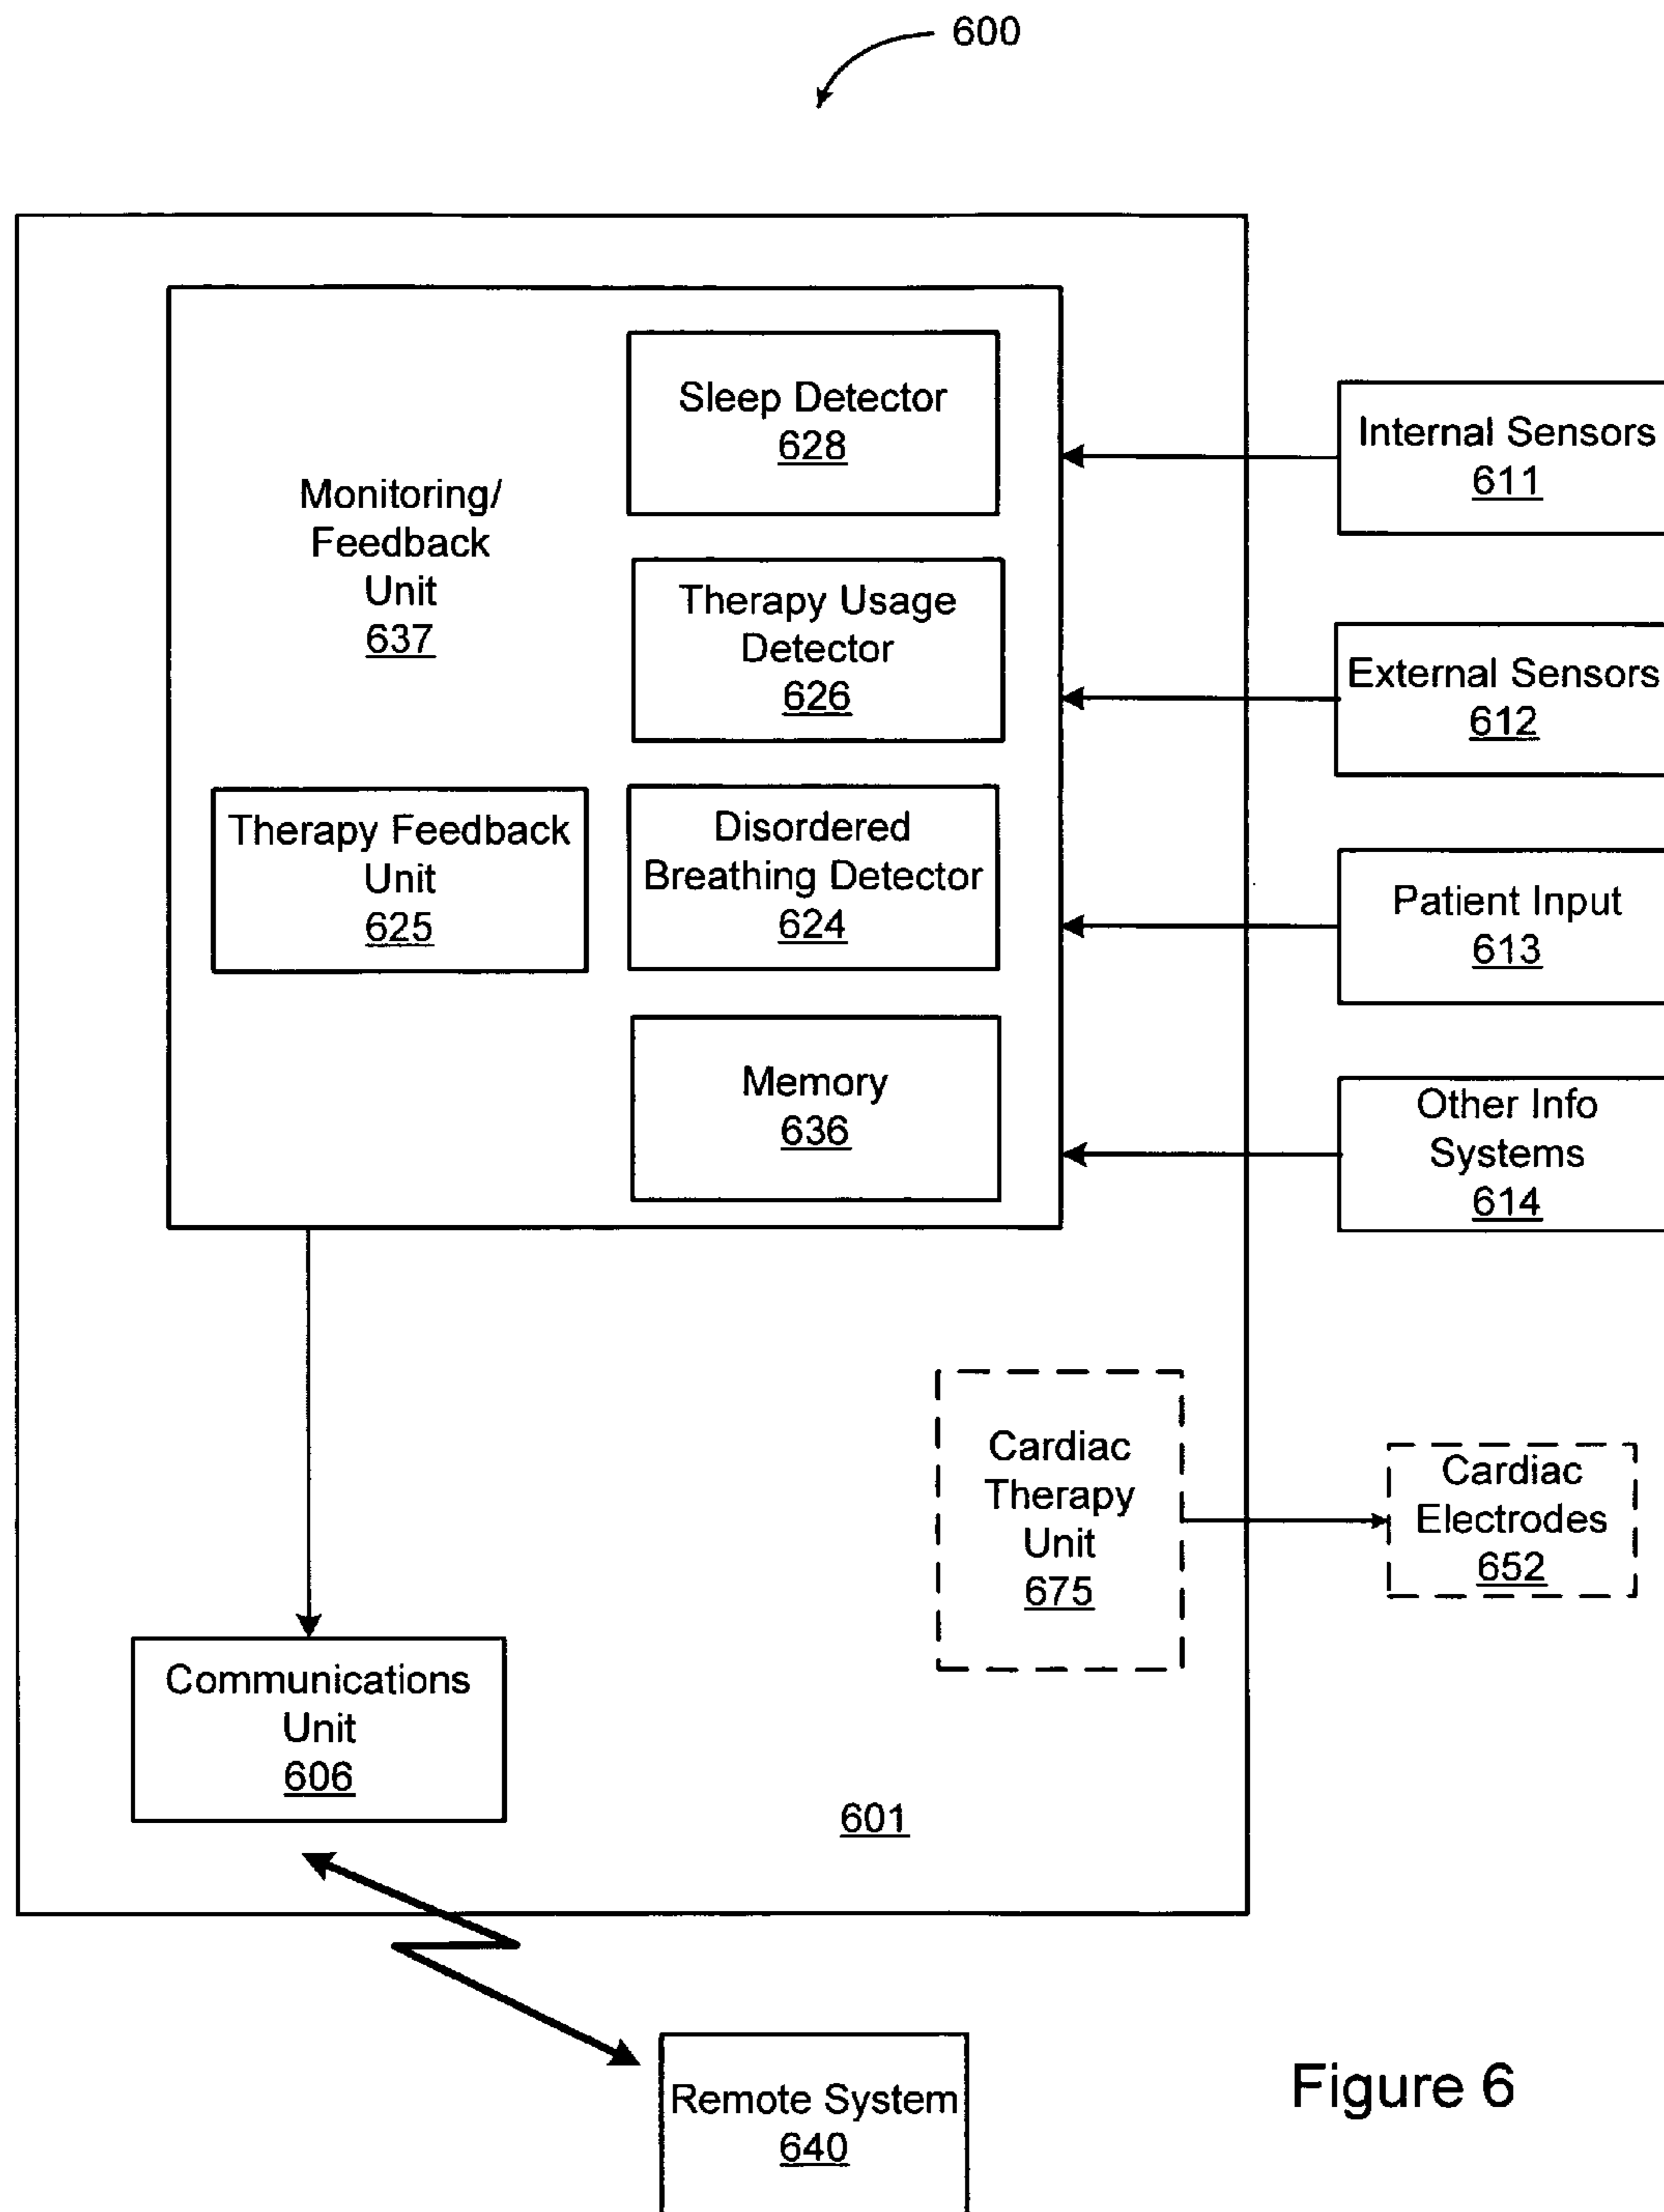 600
Sleep Detector
628
Internal Sensors
611
Monitoring/
Feedback
Unit
637
Therapy Usage
Detector
626
External Sensors
612
Therapy Feedback
Unit
625
Disordered
Breathing Detector
624
Patient Input
613
Memory
636
Other Info
Systems
614
Cardiac
Therapy
Unit
675
Cardiac
Electrodes
652
Communications
Unit
606
601
Remote System
640
Figure 6